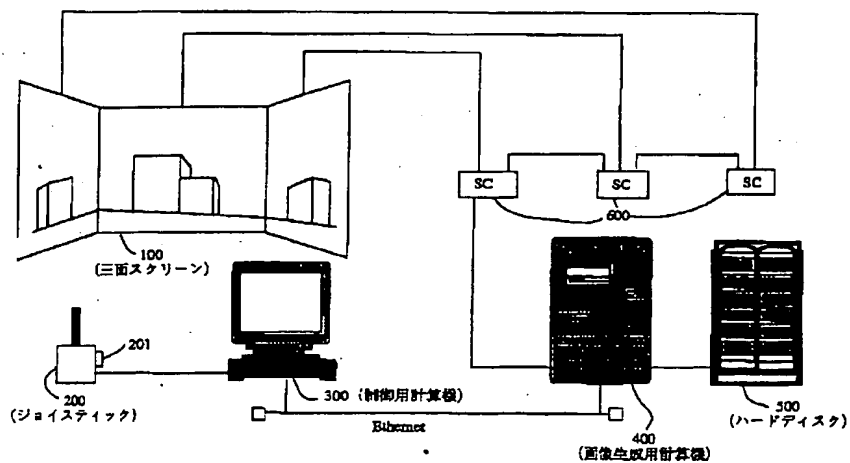 SC
SC
SC
600
100
(三面スクリーン)
201
200
(ジョイスティック)
300 (制御用計算機)
Ethernet
400
(画像生成用計算機)
500
(ハードディスク)